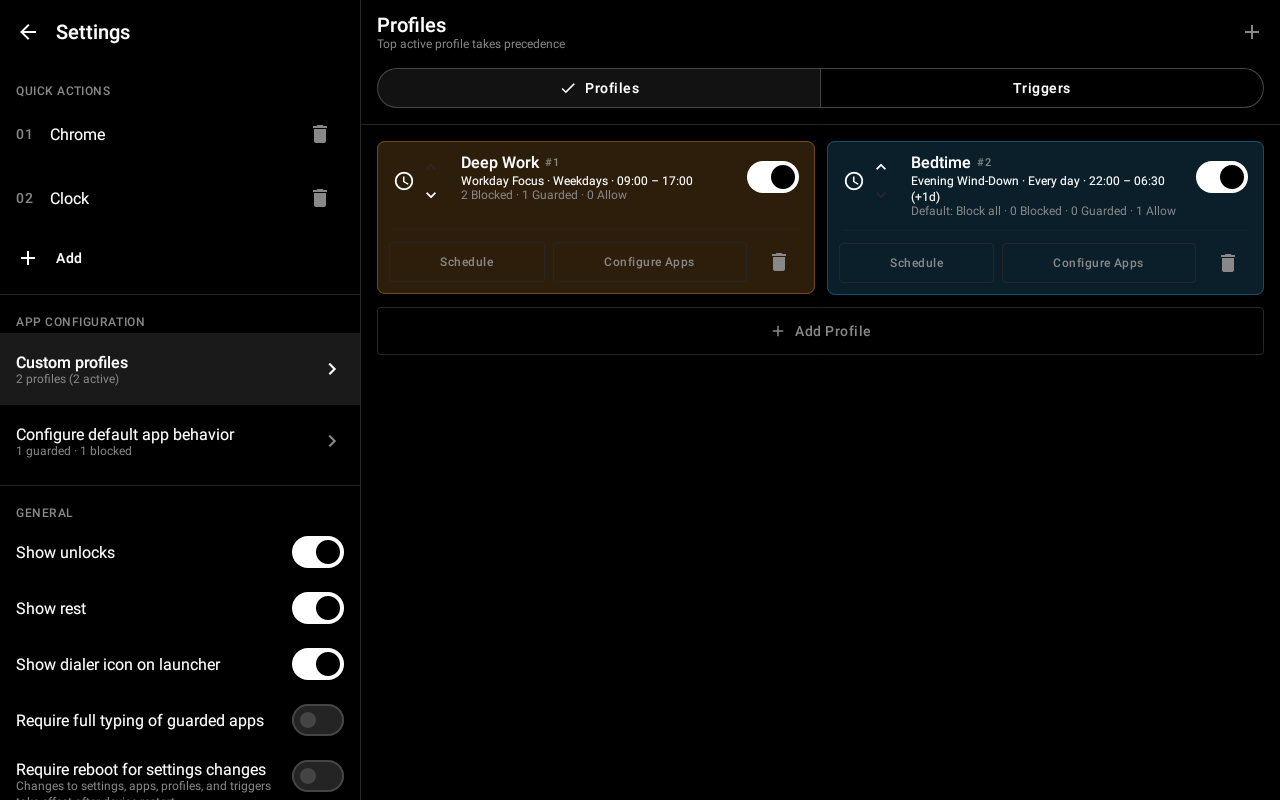 Settings
QUICK ACTIONS
01 Chrome
02 Clock
Add
APP CONFIGURATION
Custom profiles
2 profiles (2 active)
Configure default app behavior
1 guarded · 1 blocked
GENERAL
Show unlocks
Show rest
Show dialer icon on launcher
Require full typing of guarded apps
Require reboot for settings changes
Changes to settings, apps, profiles, and triggers
take effect after device restart
Profiles
Top active profile takes precedence
Profiles
Triggers
Deep Work #1
Workday Focus · Weekdays · 09:00 – 17:00
2 Blocked · 1 Guarded · 0 Allow
Schedule
Configure Apps
Bedtime #2
Evening Wind-Down · Every day · 22:00 – 06:30
(+1d)
Default: Block all · 0 Blocked · 0 Guarded · 1 Allow
Schedule
Configure Apps
Add Profile